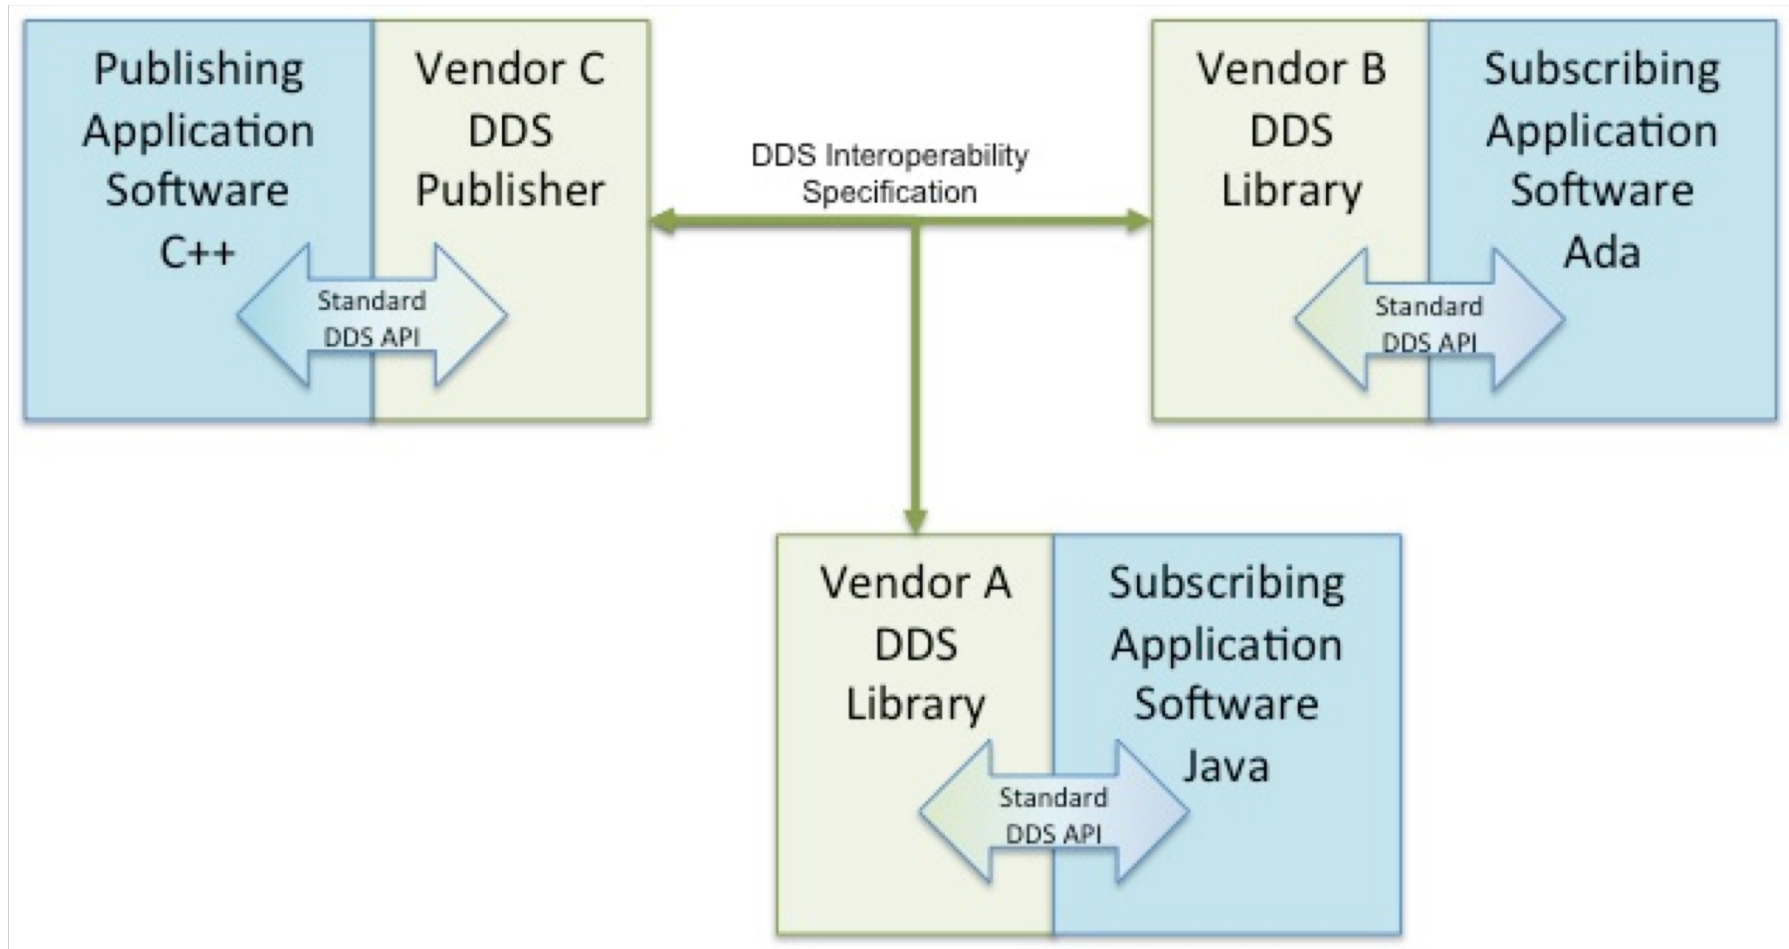 Publishing
Application
Software
C++
Standard
DDS API
Vendor C
DDS
Publisher
DDS Interoperability
Specification
Vendor B
DDS
Library
Standard
DDS API
Subscribing
Application
Software
Ada
Vendor A
DDS
Library
Standard
DDS API
Subscribing
Application
Software
Java